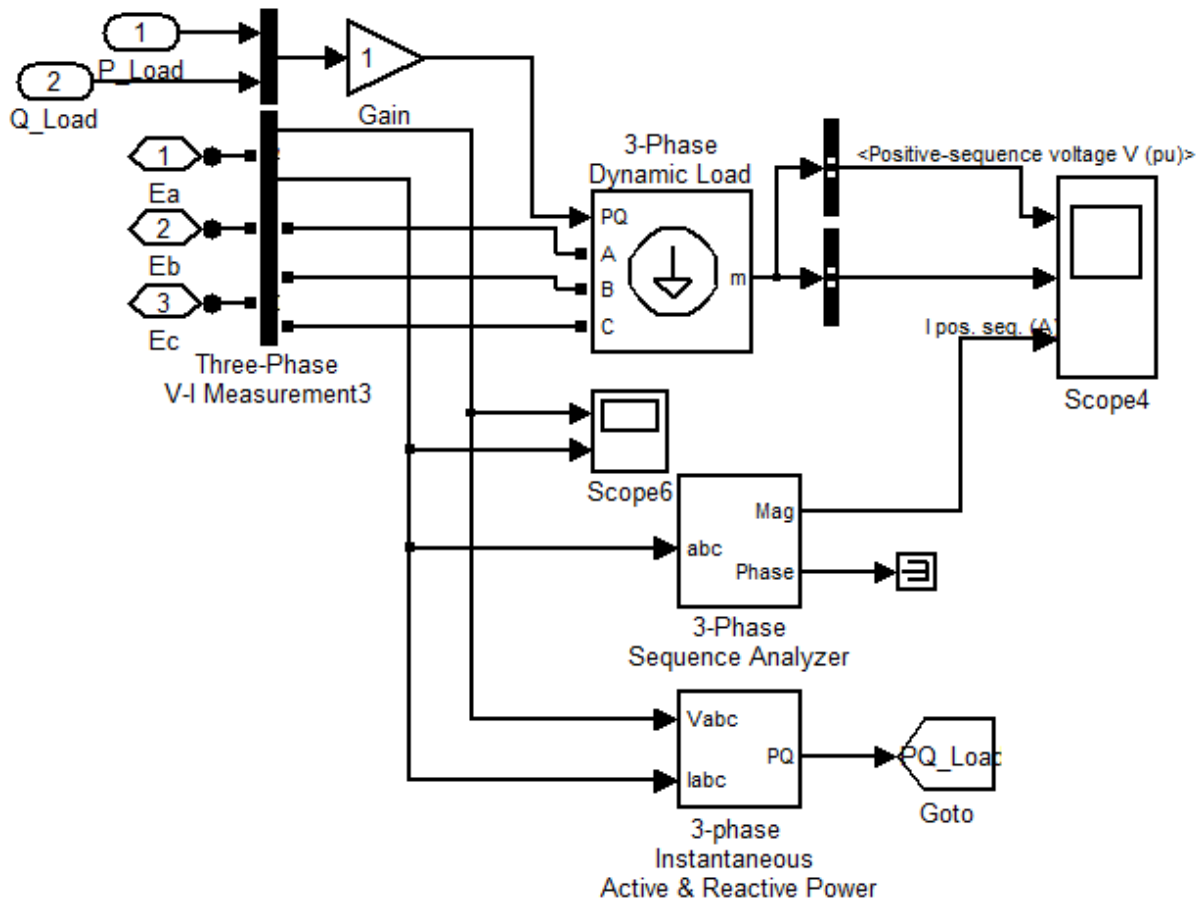 1
P_Load
2
Q_Load
1
Gain
1
Ea
2
Eb
3
Ec
Three-Phase
V-I Measurement3
3-Phase
Dynamic Load
PQ
A
B
C
m
<Positive-sequence voltage V (pu)>
I pos. seq. (A)
Scope4
Scope6
abc
Mag
Phase
3-Phase
Sequence Analyzer
Vabc
Iabc
PQ
3-phase
Instantaneous
Active & Reactive Power
PQ_Load
Goto